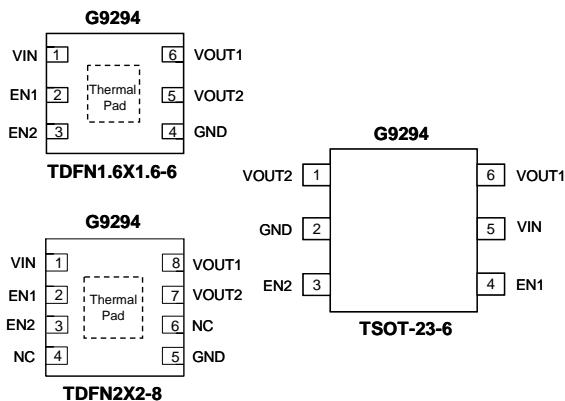 G9294
VIN 1 6 VOUT1
EN1 2 Thermal Pad 5 VOUT2
EN2 3 4 GND
TDFN1.6X1.6-6
G9294
VIN 1 8 VOUT1
EN1 2 Thermal Pad 7 VOUT2
EN2 3 6 NC
NC 4 5 GND
TDFN2X2-8
G9294
VOUT2 1 6 VOUT1
GND 2 5 VIN
EN2 3 4 EN1
TSOT-23-6